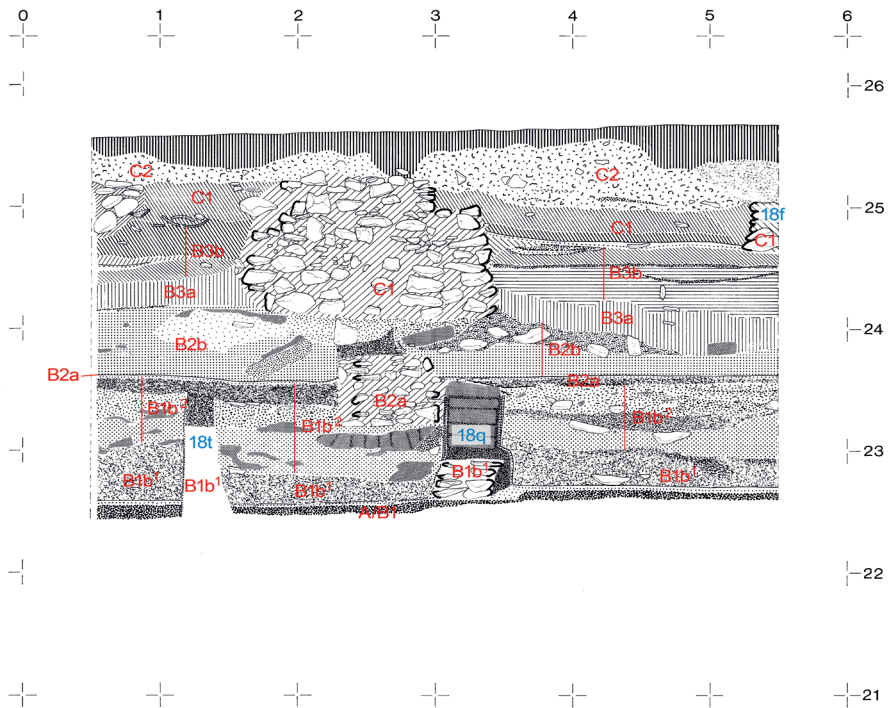 0 1 2 3 4 5 6
26
C2 C2
C1
25
18f
C1 C1
B3b
B3b
B3a C1
B3a
24
B2b B2b
B2a B2a
B2a
B1b² B1b² B1b²
18t 18q
23
B1b¹ B1b¹ B1b¹
B1b¹ B1b¹
A/B1
22
21